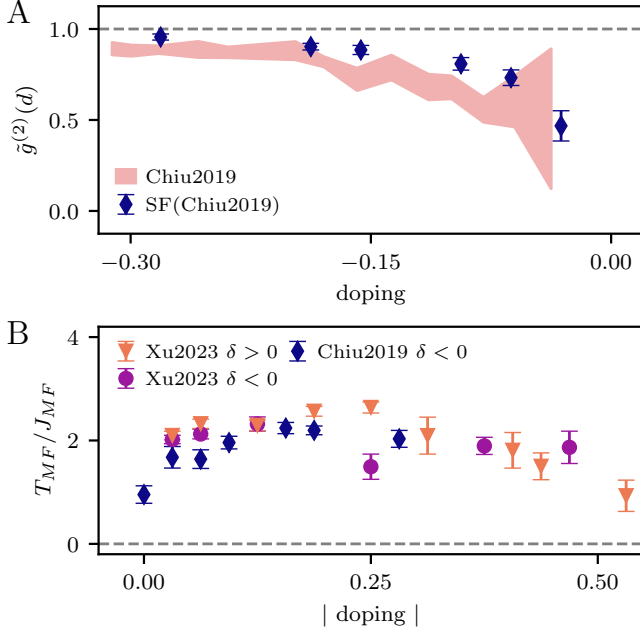 A
1.0
0.5
0.0
g̃⁽²⁾(d)
Chiu2019
SF(Chiu2019)
−0.30
−0.15
0.00
doping
B
4
2
0
T_MF/J_MF
Xu2023 δ > 0
Chiu2019 δ < 0
Xu2023 δ < 0
0.00
0.25
0.50
| doping |